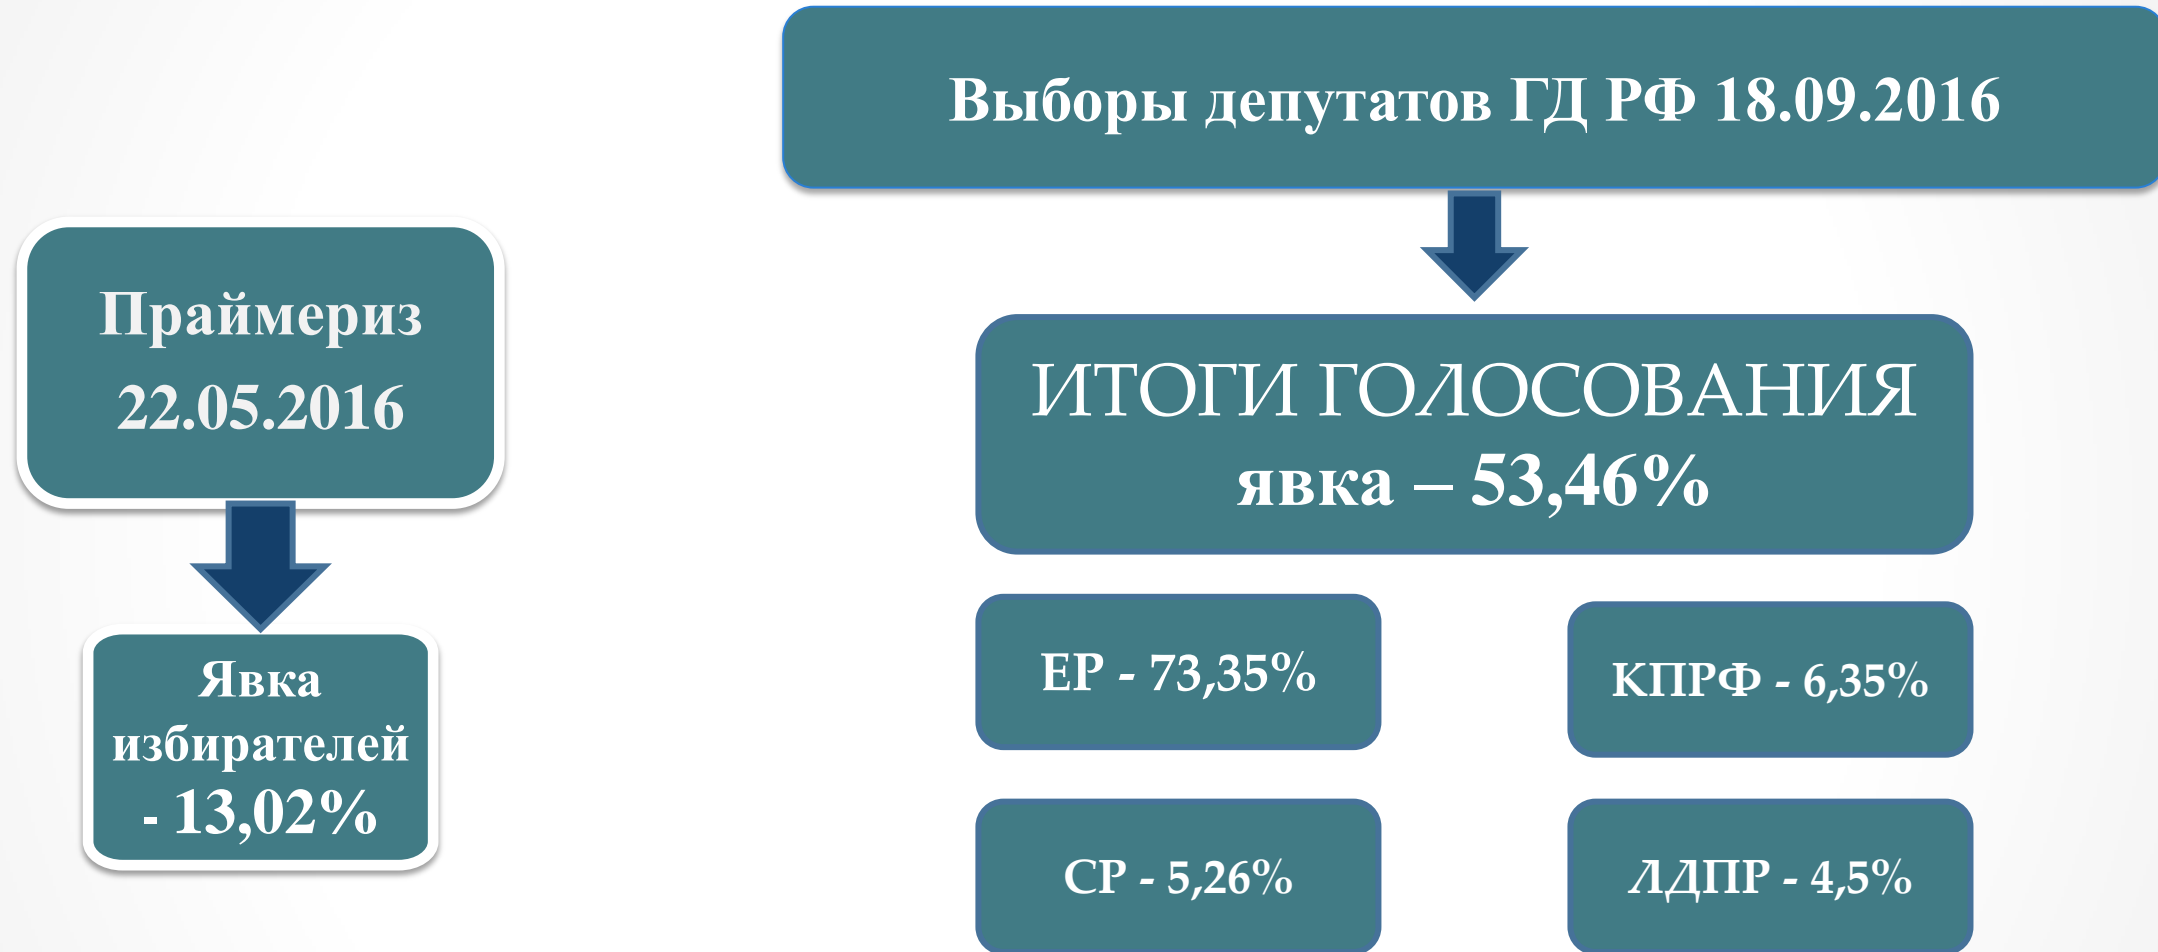 Выборы депутатов ГД РФ 18.09.2016
Праймериз
22.05.2016
Явка
избирателей
- 13,02%
ИТОГИ ГОЛОСОВАНИЯ
явка – 53,46%
ЕР - 73,35%
КПРФ - 6,35%
СР - 5,26%
ЛДПР - 4,5%